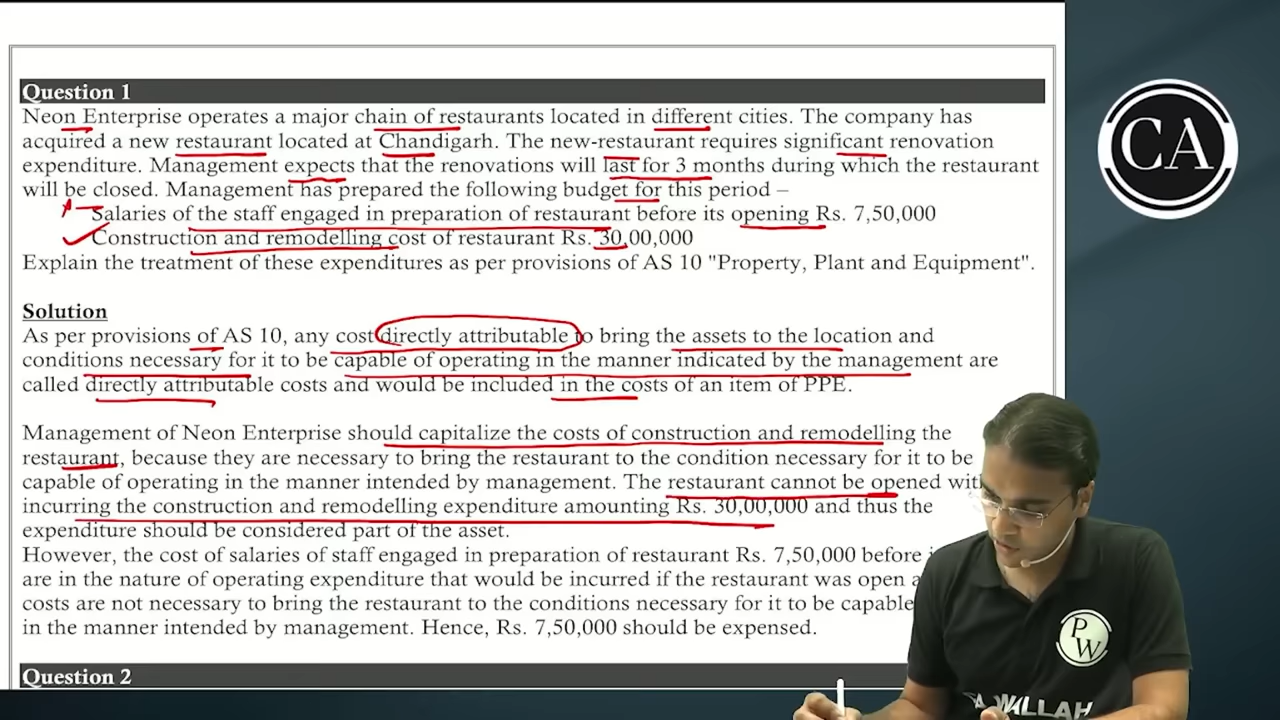 Question 1
Neon Enterprise operates a major chain of restaurants located in different cities. The company has
acquired a new restaurant located at Chandigarh. The new-restaurant requires significant renovation
expenditure. Management expects that the renovations will last for 3 months during which the restaurant
will be closed. Management has prepared the following budget for this period –
Salaries of the staff engaged in preparation of restaurant before its opening Rs. 7,50,000
Construction and remodelling cost of restaurant Rs. 30,00,000
Explain the treatment of these expenditures as per provisions of AS 10 "Property, Plant and Equipment".
Solution
As per provisions of AS 10, any cost directly attributable to bring the assets to the location and
conditions necessary for it to be capable of operating in the manner indicated by the management are
called directly attributable costs and would be included in the costs of an item of PPE.
Management of Neon Enterprise should capitalize the costs of construction and remodelling the
restaurant, because they are necessary to bring the restaurant to the condition necessary for it to be
capable of operating in the manner intended by management. The restaurant cannot be opened
incurring the construction and remodelling expenditure amounting Rs. 30,00,000 and thus the
expenditure should be considered part of the asset.
However, the cost of salaries of staff engaged in preparation of restaurant Rs. 7,50,000 before
are in the nature of operating expenditure that would be incurred if the restaurant was open
costs are not necessary to bring the restaurant to the conditions necessary for it to be capable
in the manner intended by management. Hence, Rs. 7,50,000 should be expensed.
Question 2
CA
PW
WALLAH